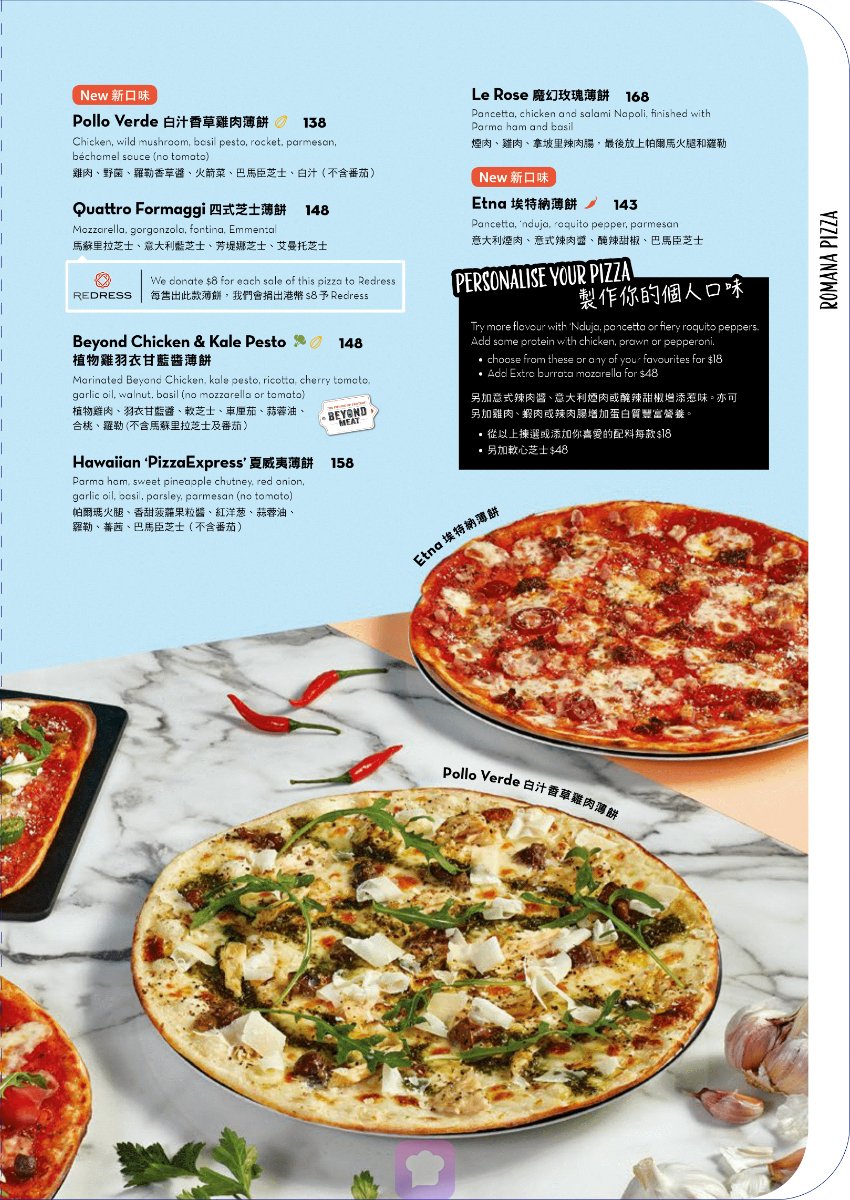 New 新口味
Pollo Verde 白汁香草雞肉薄餅 138
Chicken, wild mushroom, basil pesto, rocket, parmesan,
béchamel sauce (no tomato)
雞肉、野菌、羅勒香草醬、火箭菜、巴馬臣芝士、白汁（不含番茄）
Quattro Formaggi 四式芝士薄餅 148
Mozzarella, gorgonzola, fontina, Emmental
馬蘇里拉芝士、意大利藍芝士、芳堤娜芝士、艾曼托芝士
REDRESS
We donate $8 for each sale of this pizza to Redress
每售出此款薄餅，我們會捐出港幣 $8 予 Redress
Beyond Chicken & Kale Pesto 148
植物雞羽衣甘藍醬薄餅
Marinated Beyond Chicken, kale pesto, ricotta, cherry tomato,
garlic oil, walnut, basil (no mozzarella or tomato)
植物雞肉、羽衣甘藍醬、軟芝士、車厘茄、蒜蓉油、
合桃、羅勒 (不含馬蘇里拉芝士及番茄）
BEYOND
MEAT
Hawaiian ‘PizzaExpress’ 夏威夷薄餅 158
Parma ham, sweet pineapple chutney, red onion,
garlic oil, basil, parsley, parmesan (no tomato)
帕爾瑪火腿、香甜菠蘿果粒醬、紅洋葱、蒜蓉油、
羅勒、蕃茜、巴馬臣芝士（不含番茄）
Le Rose 魔幻玫瑰薄餅 168
Pancetta, chicken and salami Napoli, finished with
Parma ham and basil
煙肉、雞肉、拿坡里辣肉腸，最後放上帕爾馬火腿和羅勒
New 新口味
Etna 埃特納薄餅 143
Pancetta, ‘nduja, roquito pepper, parmesan
意大利煙肉、意式辣肉醬、醃辣甜椒、巴馬臣芝士
PERSONALISE YOUR PIZZA
製作你的個人口味
Try more flavour with ‘Nduja, pancetta or fiery roquito peppers.
Add some protein with chicken, prawn or pepperoni.
• choose from these or any of your favourites for $18
• Add Extra burrata mozarella for $48
另加意式辣肉醬、意大利煙肉或醃辣甜椒增添惹味。亦可
另加雞肉、蝦肉或辣肉腸增加蛋白質豐富營養。
• 從以上揀選或添加你喜愛的配料每款$18
• 另加軟心芝士$48
ROMANA PIZZA
Etna 埃特納薄餅
Pollo Verde 白汁香草雞肉薄餅